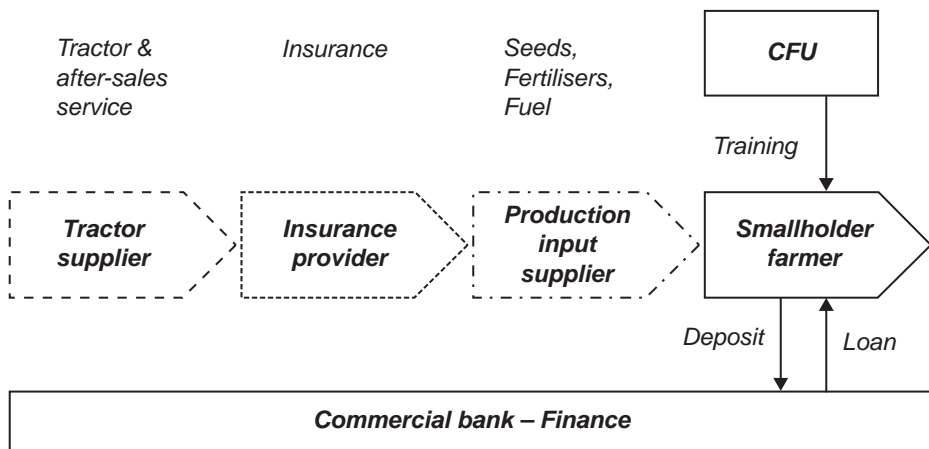 Tractor &
after-sales
service
Insurance
Seeds,
Fertilisers,
Fuel
CFU
Training
Tractor
supplier
Insurance
provider
Production
input
supplier
Smallholder
farmer
Deposit
Loan
Commercial bank – Finance